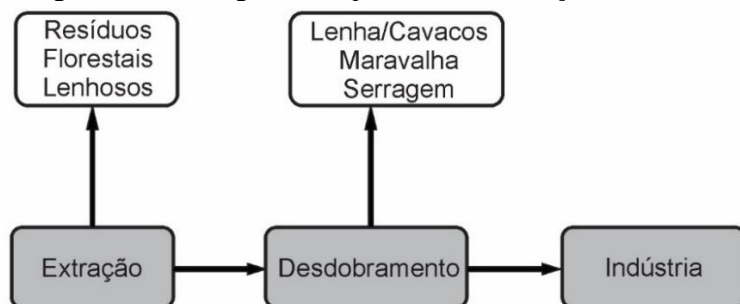 Resíduos
Florestais
Lenhosos
Lenha/Cavacos
Maravalha
Serragem
Extração
Desdobramento
Indústria